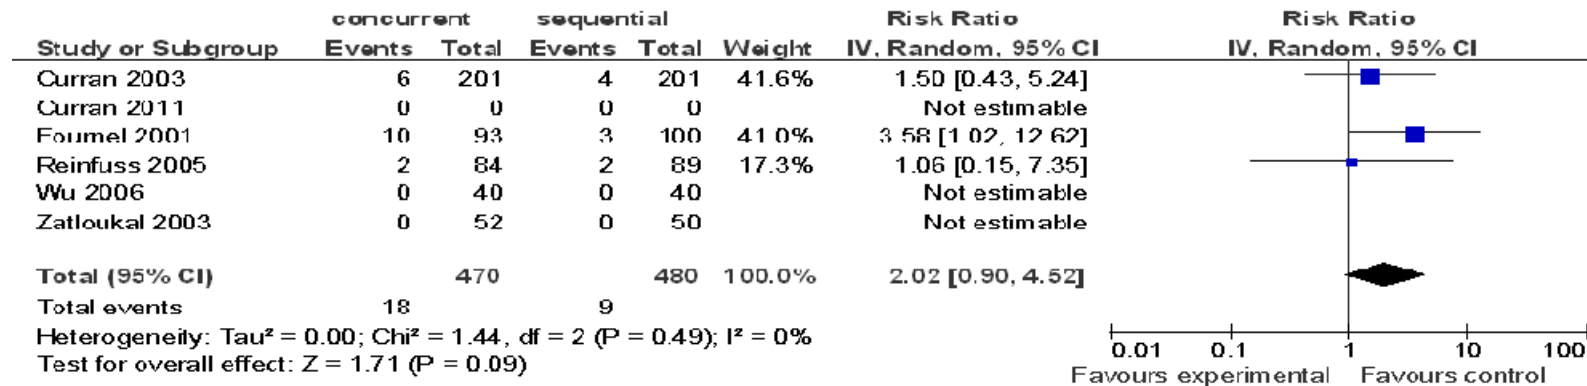 concurrent sequential Risk Ratio Risk Ratio
Study or Subgroup Events Total Events Total Weight IV, Random, 95% CI IV, Random, 95% CI
Curran 2003 6 201 4 201 41.6% 1.50 [0.43, 5.24]
Curran 2011 0 0 0 0 Not estimable
Fournel 2001 10 93 3 100 41.0% 3.58 [1.02, 12.62]
Reinfuss 2005 2 84 2 89 17.3% 1.06 [0.15, 7.35]
Wu 2006 0 40 0 40 Not estimable
Zatloukal 2003 0 52 0 50 Not estimable
Total (95% CI) 470 480 100.0% 2.02 [0.90, 4.52]
Total events 18 9
Heterogeneity: Tau² = 0.00; Chi² = 1.44, df = 2 (P = 0.49); I² = 0%
Test for overall effect: Z = 1.71 (P = 0.09)
0.01 0.1 1 10 100
Favours experimental Favours control